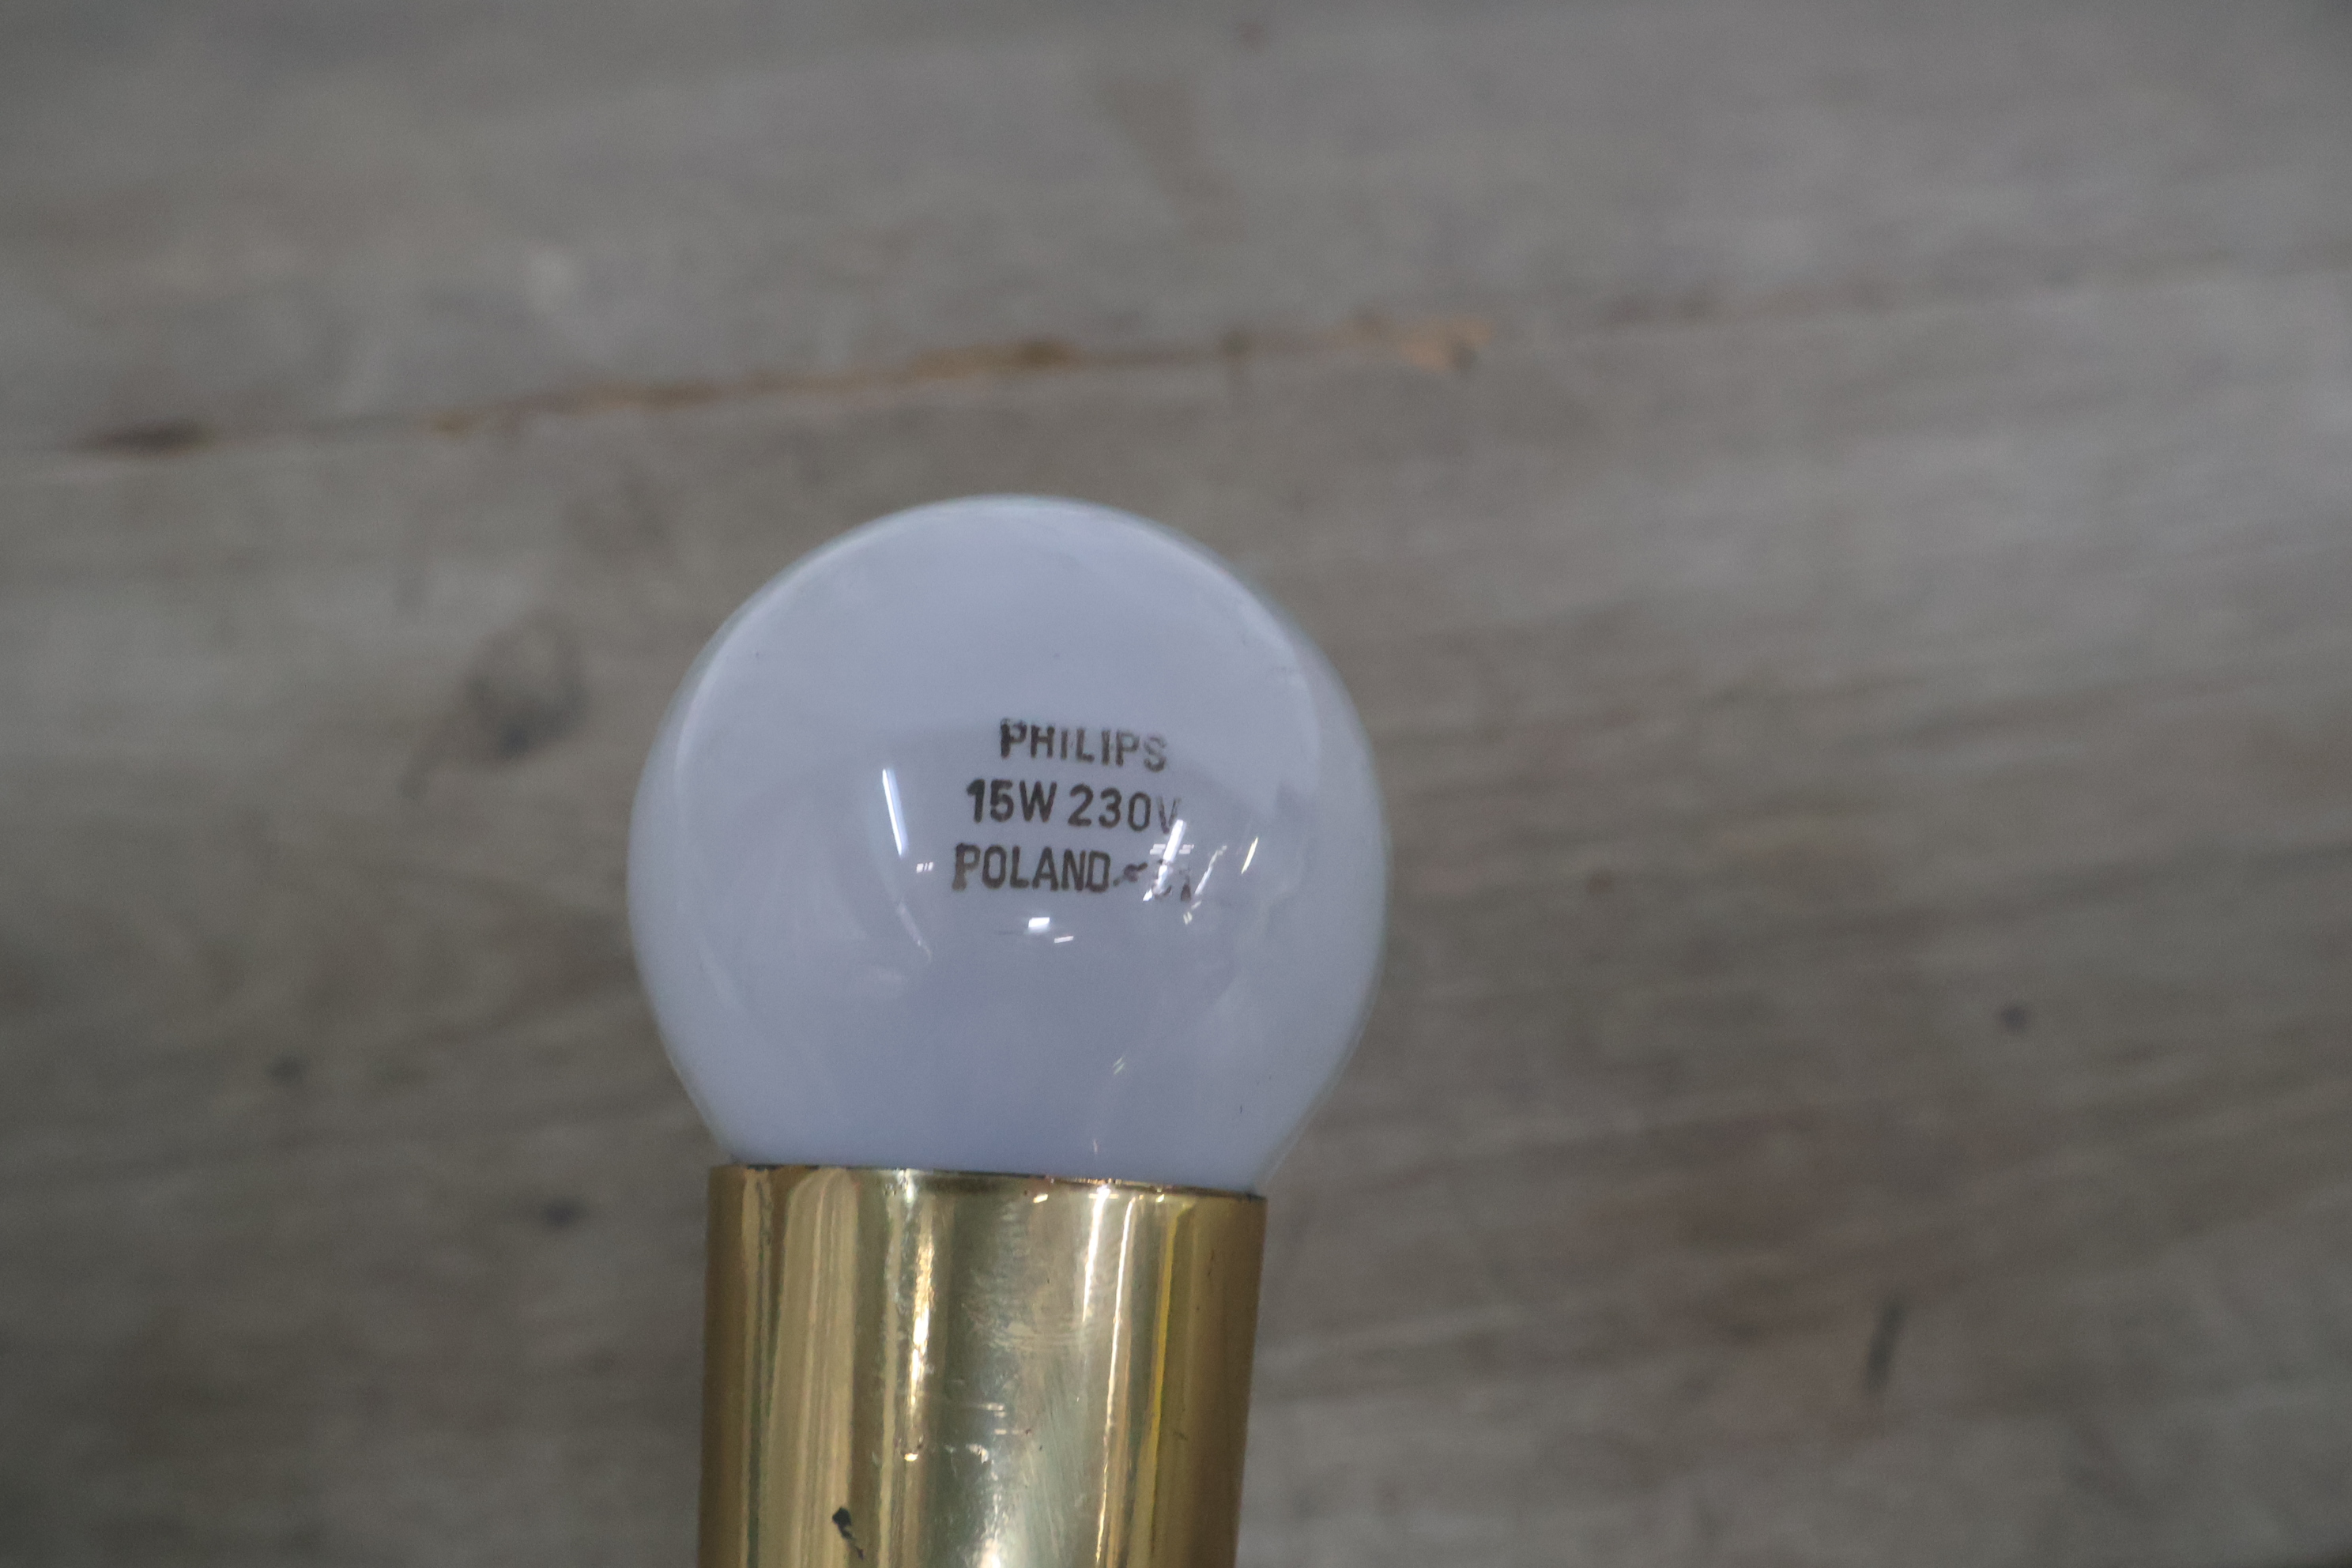 PHILIPS
15W 230V
POLAND